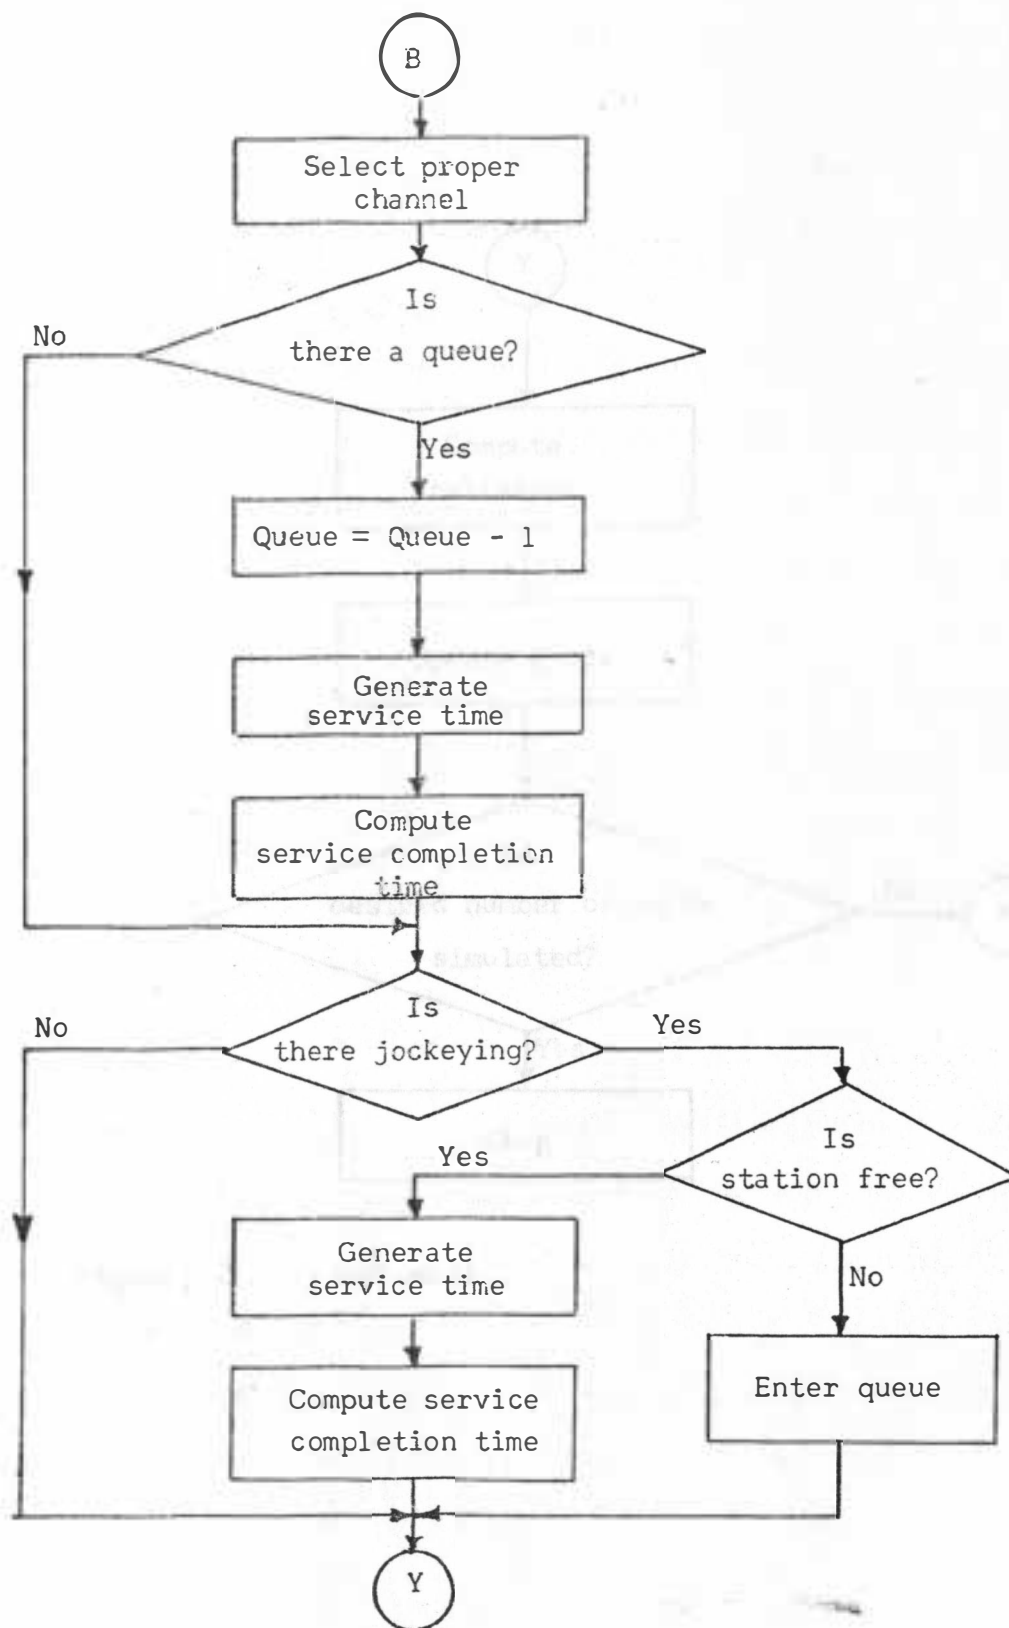 B
Select proper
channel
Is
there a queue?
No
Yes
Queue = Queue - 1
Generate
service time
Compute
service completion
time
Is
there jockeying?
No
Yes
Is
station free?
Yes
No
Generate
service time
Compute service
completion time
Enter queue
Y